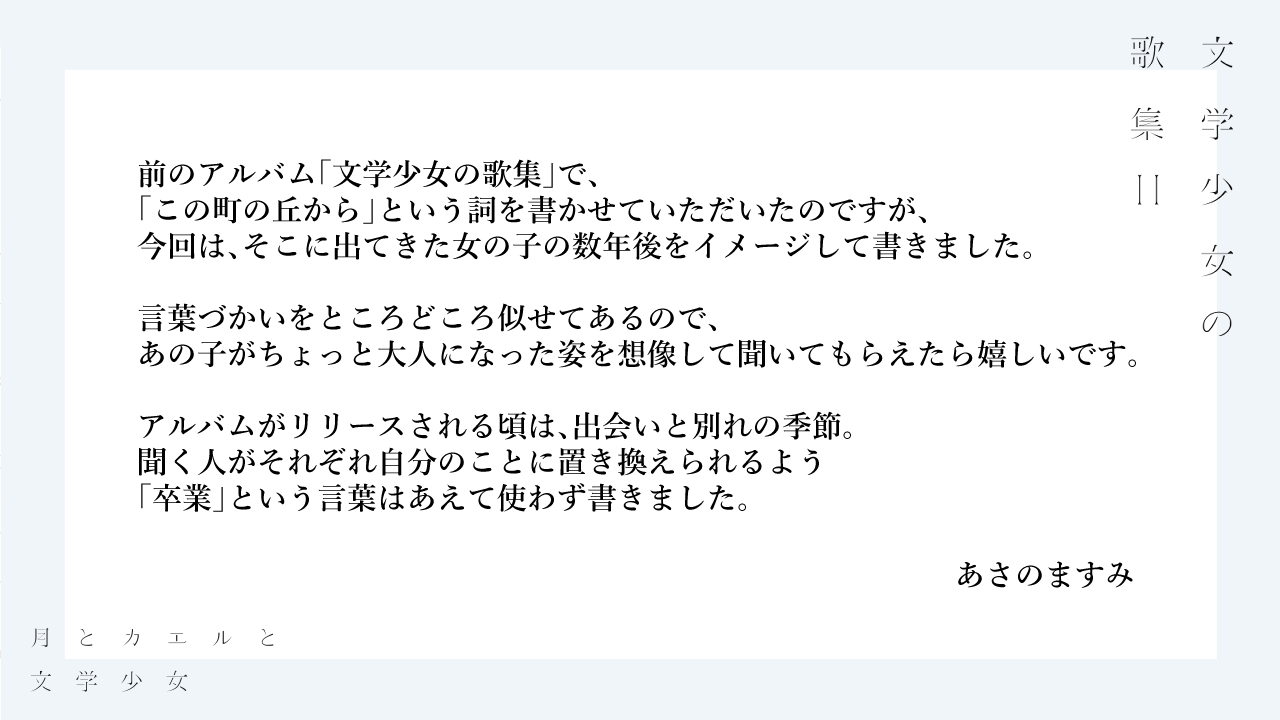 文学少女の
歌集II
前のアルバム「文学少女の歌集」で、
「この町の丘から」という詞を書かせていただいたのですが、
今回は、そこに出てきた女の子の数年後をイメージして書きました。
言葉づかいをところどころ似せてあるので、
あの子がちょっと大人になった姿を想像して聞いてもらえたら嬉しいです。
アルバムがリリースされる頃は、出会いと別れの季節。
聞く人がそれぞれ自分のことに置き換えられるよう
「卒業」という言葉はあえて使わず書きました。
あさのますみ
月とカエルと
文学少女